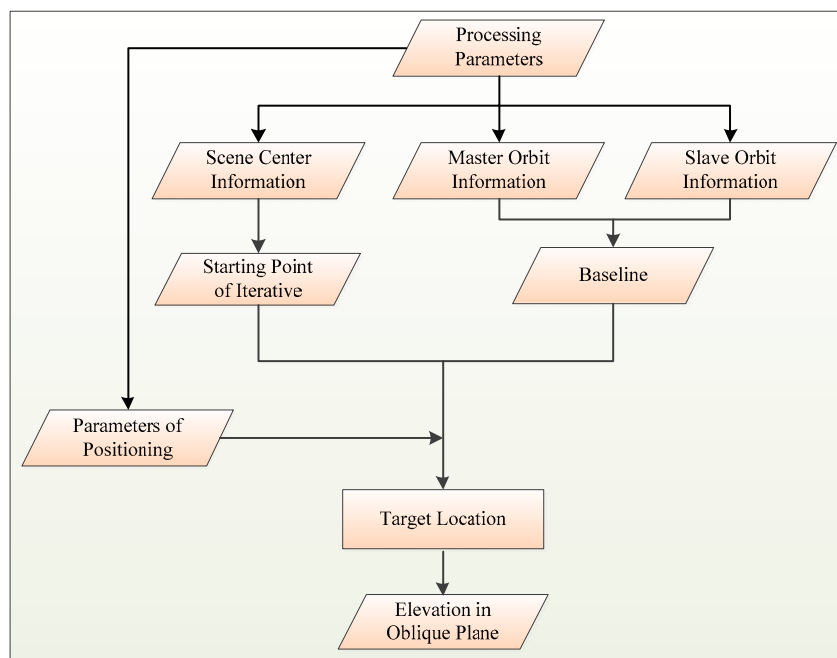 Processing
Parameters
Scene Center
Information
Master Orbit
Information
Slave Orbit
Information
Starting Point
of Iterative
Baseline
Parameters of
Positioning
Target Location
Elevation in
Oblique Plane